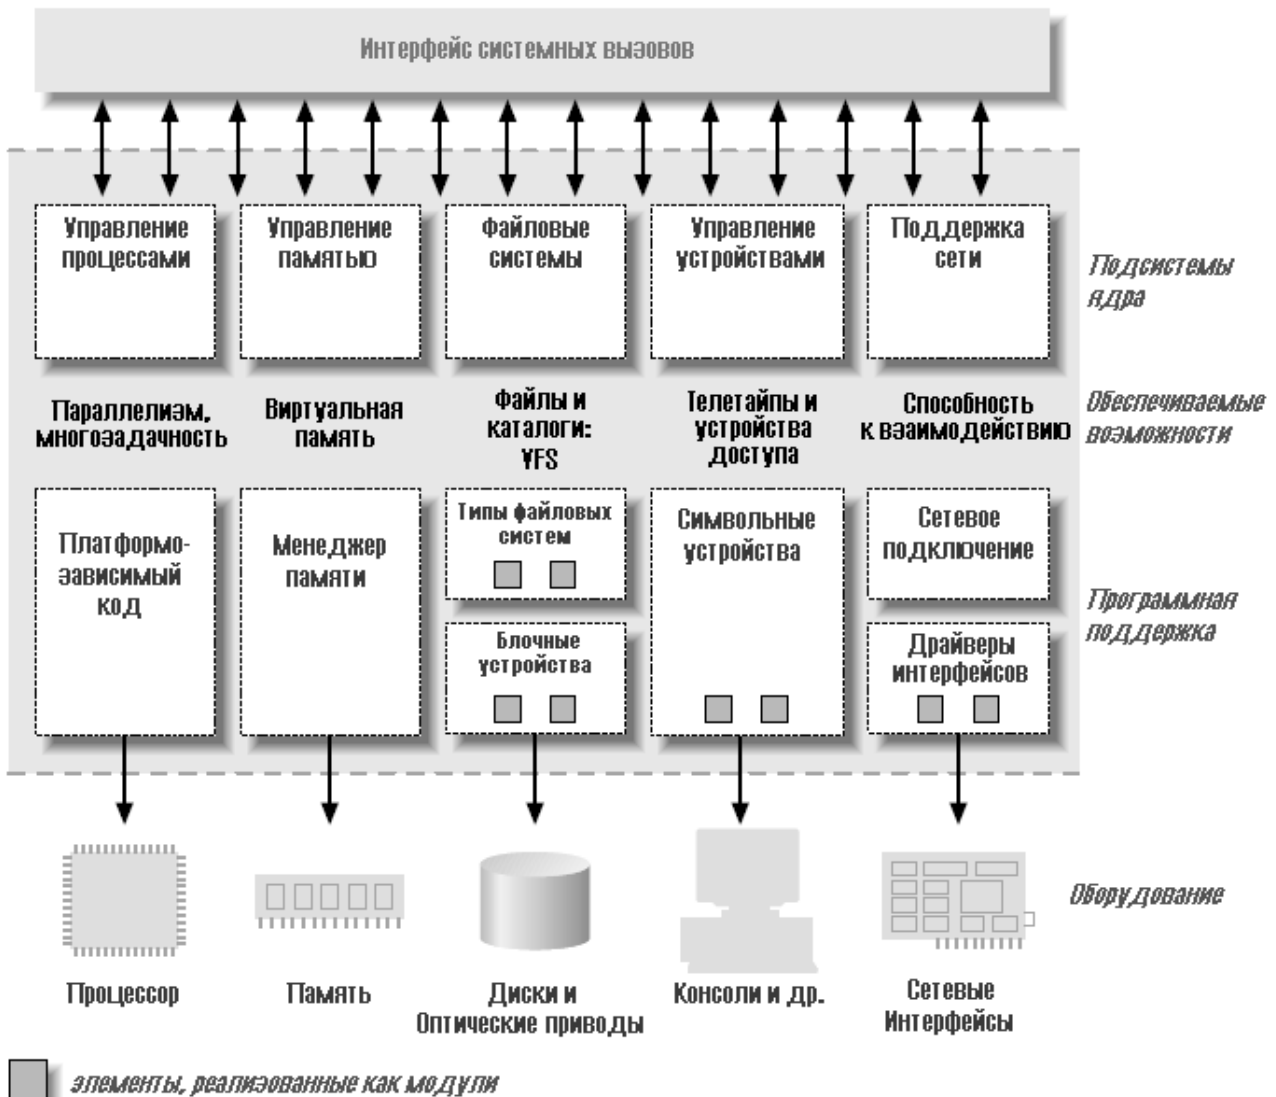 Интерфейс системных вызовов
Управление
процессами
Управление
памятью
Файловые
системы
Управление
устройствами
Поддержка
сети
Подсистемы
ядра
Параллелизм,
многозадачность
Виртуальная
память
Файлы и
каталоги:
VFS
Телетайпы и
устройства
доступа
Способность
к взаимодействию
Обеспечиваемые
возможности
Платформо-
зависимый
код
Менеджер
памяти
Типы файловых
систем
Блочные
устройства
Символьные
устройства
Сетевое
подключение
Драйверы
интерфейсов
Программная
поддержка
Оборудование
Процессор
Память
Диски и
Оптические приводы
Консоли и др.
Сетевые
Интерфейсы
элементы, реализованные как модули